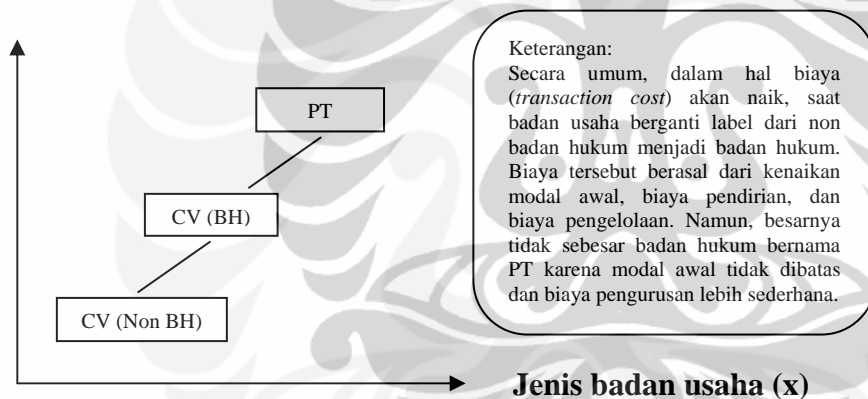 Keterangan:
Secara umum, dalam hal biaya
(transaction cost) akan naik, saat
badan usaha berganti label dari non
badan hukum menjadi badan hukum.
Biaya tersebut berasal dari kenaikan
modal awal, biaya pendirian, dan
biaya pengelolaan. Namun, besarnya
tidak sebesar badan hukum bernama
PT karena modal awal tidak dibatas
dan biaya pengurusan lebih sederhana.
PT
CV (BH)
CV (Non BH)
Jenis badan usaha (x)